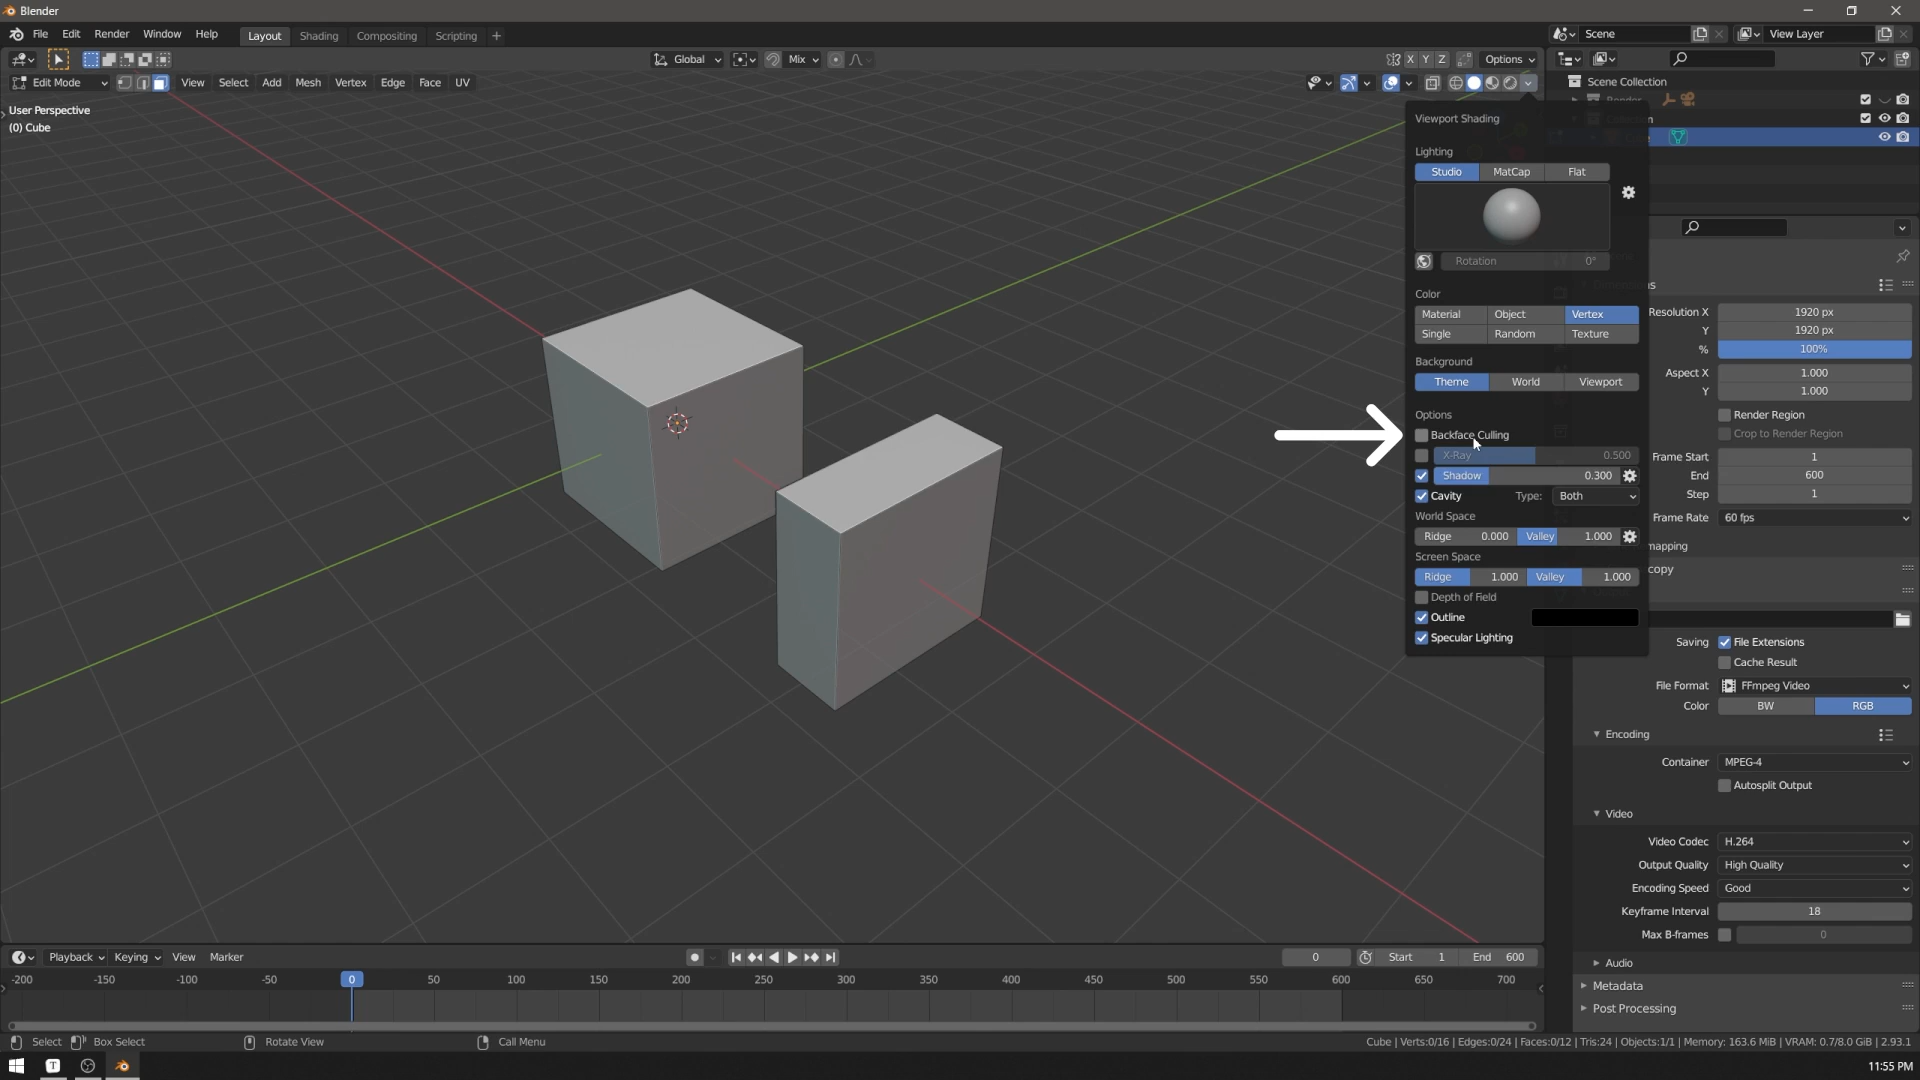 Blender
File Edit Render Window Help Layout Shading Compositing Scripting +
Scene View Layer
Global Mix X Y Z Options
Edit Mode View Select Add Mesh Vertex Edge Face UV
Scene Collection
User Perspective
(0) Cube
Viewport Shading
Lighting
Studio MatCap Flat
Rotation 0°
Color
Material Object Vertex
Single Random Texture
Background
Theme World Viewport
Options
Backface Culling
X-Ray 0.500
Shadow 0.300
Cavity Type: Both
World Space
Ridge 0.000 Valley 1.000
Screen Space
Ridge 1.000 Valley 1.000
Depth of Field
Outline
Specular Lighting
Resolution X 1920 px
Y 1920 px
% 100%
Aspect X 1.000
Y 1.000
Render Region
Crop to Render Region
Frame Start 1
End 600
Step 1
Frame Rate 60 fps
mapping
copy
Saving File Extensions
Cache Result
File Format FFmpeg Video
Color BW RGB
Encoding
Container MPEG-4
Autosplit Output
Video
Video Codec H.264
Output Quality High Quality
Encoding Speed Good
Keyframe Interval 18
Max B-frames 0
Audio
Metadata
Post Processing
Playback Keying View Marker 0 Start 1 End 600
-200 -150 -100 -50 0 50 100 150 200 250 300 350 400 450 500 550 600 650 700
Select Box Select Rotate View Call Menu Cube | Verts:0/16 | Edges:0/24 | Faces:0/12 | Tris:24 | Objects:1/1 | Memory: 163.6 MiB | VRAM: 0.7/8.0 GiB | 2.93.1
T 11:55 PM